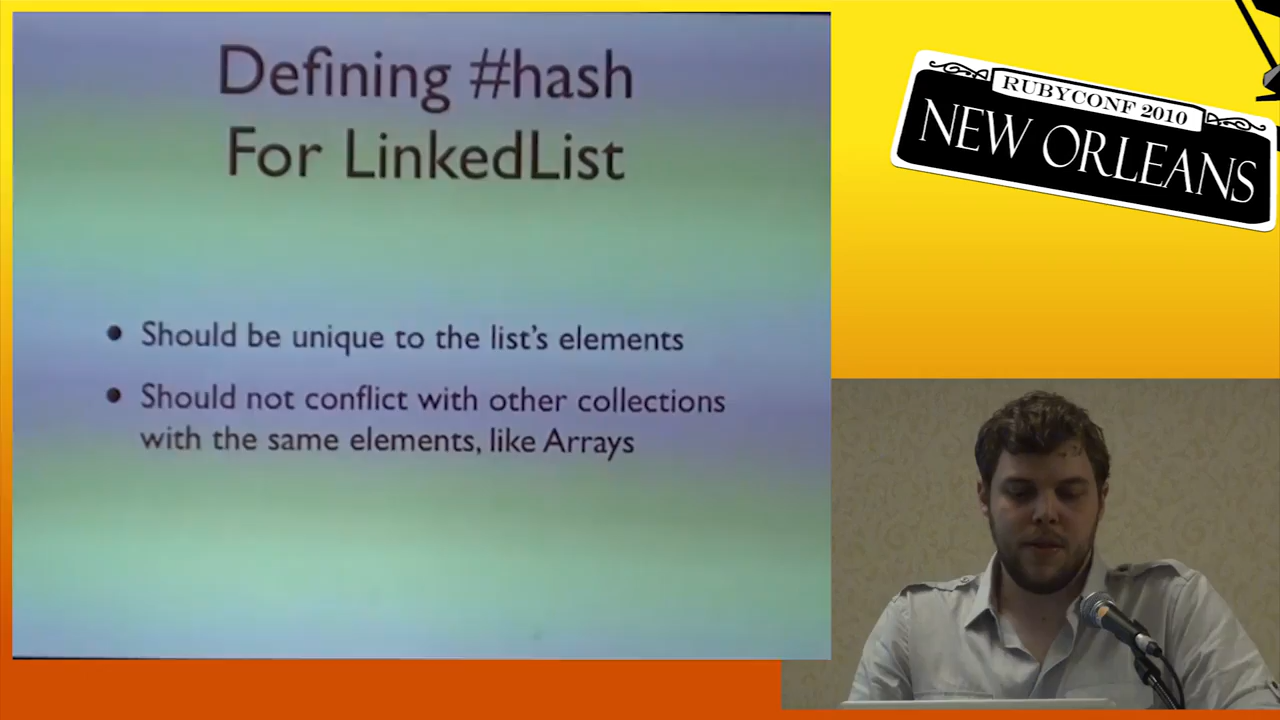 Defining #hash
For LinkedList
• Should be unique to the list's elements
• Should not conflict with other collections
with the same elements, like Arrays
RUBYCONF 2010
NEW ORLEANS